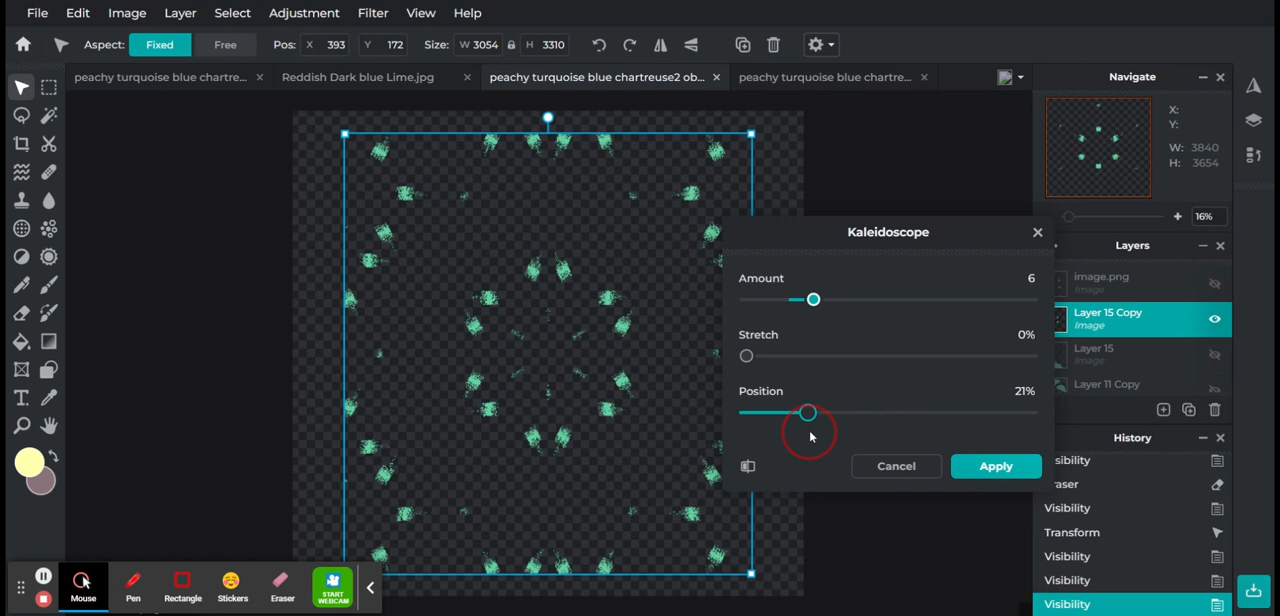 File Edit Image Layer Select Adjustment Filter View Help
Aspect: Fixed Free Pos: X 393 Y 172 Size: W 3054 H 3310
peachy turquoise blue chartre... Reddish Dark blue Lime.jpg peachy turquoise blue chartreuse2 ob... peachy turquoise blue chartre...
Navigate
X:
Y:
W: 3840
H: 3654
16%
Layers
image.png
Image
Layer 15 Copy
Image
Layer 15
Image
Layer 11 Copy
Kaleidoscope
Amount 6
Stretch 0%
Position 21%
Cancel Apply
History
sibility
raser
Visibility
Transform
Visibility
Visibility
Visibility
Mouse Pen Rectangle Stickers Eraser START
WEBCAM